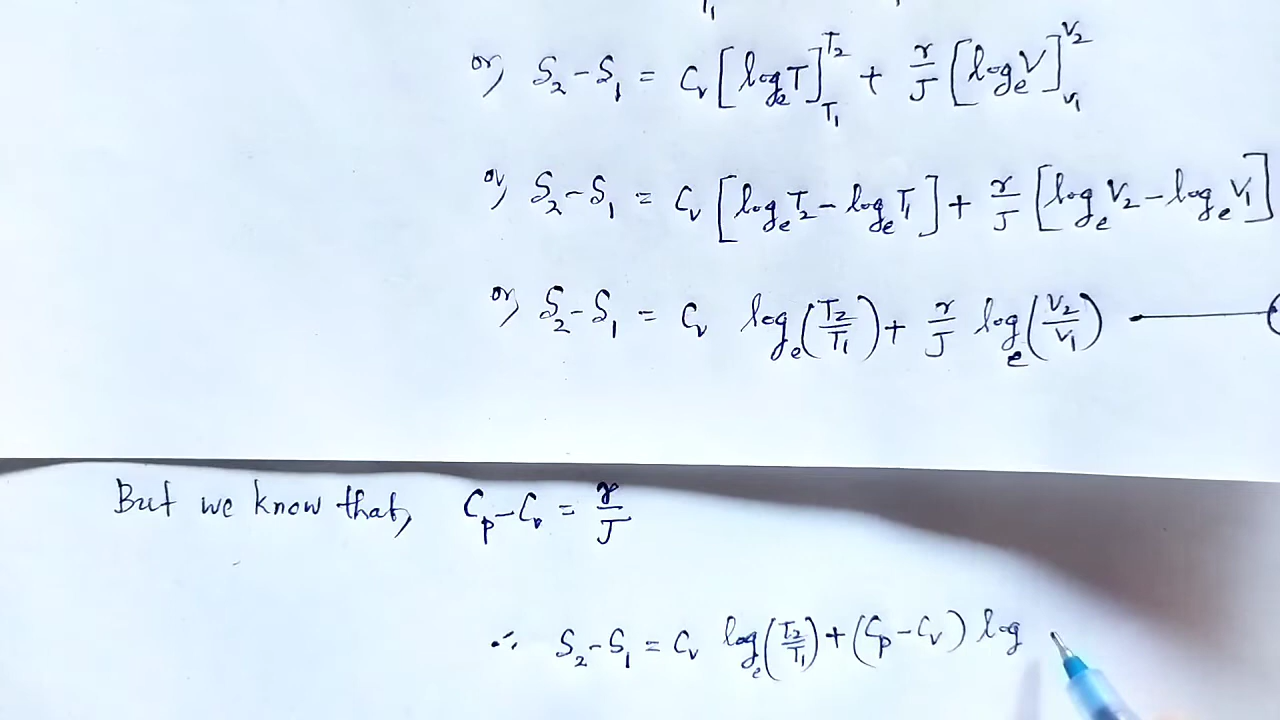 T₁
or, S₂-S₁ = Cᵥ [logₑT]_{T₁}^{T₂} + r/J [logₑV]_{V₁}^{V₂}
or, S₂-S₁ = Cᵥ [logₑT₂ - logₑT₁] + r/J [logₑV₂ - logₑV₁]
or, S₂-S₁ = Cᵥ logₑ(T₂/T₁) + r/J logₑ(V₂/V₁) — (
But we know that, Cₚ-Cᵥ = r/J
∴ S₂-S₁ = Cᵥ logₑ(T₂/T₁) + (Cₚ-Cᵥ) log